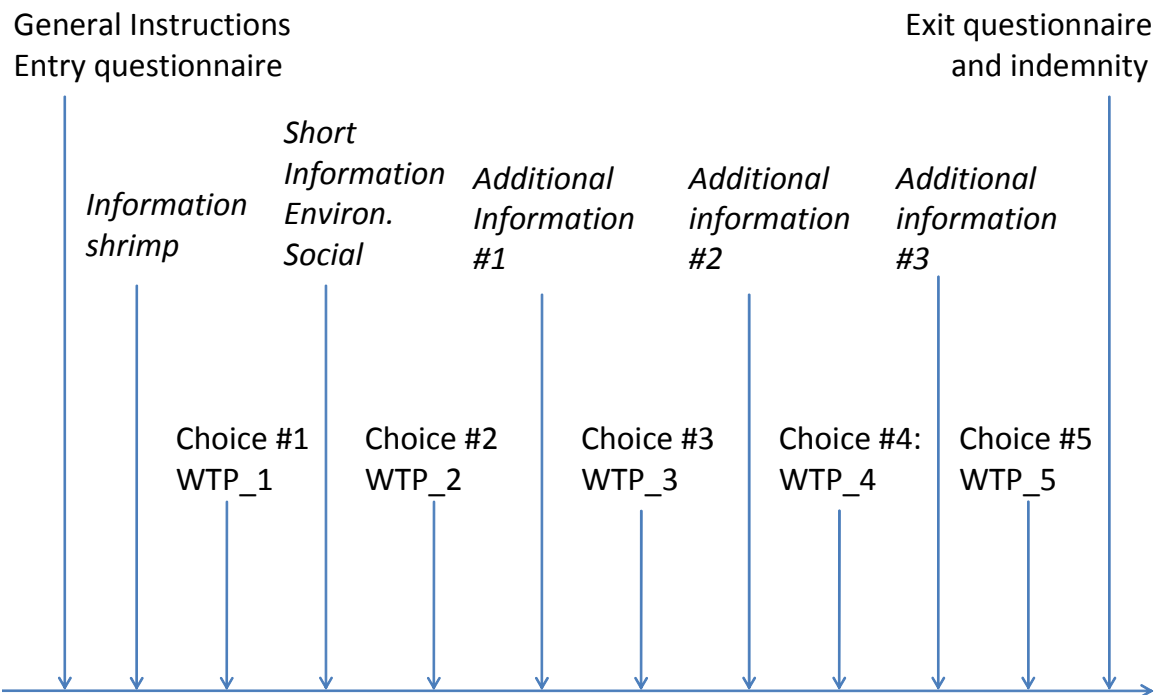 General Instructions
Entry questionnaire
Exit questionnaire
and indemnity
Information
shrimp
Short
Information
Environ.
Social
Additional
Information
#1
Additional
information
#2
Additional
information
#3
Choice #1
WTP_1
Choice #2
WTP_2
Choice #3
WTP_3
Choice #4:
WTP_4
Choice #5
WTP_5